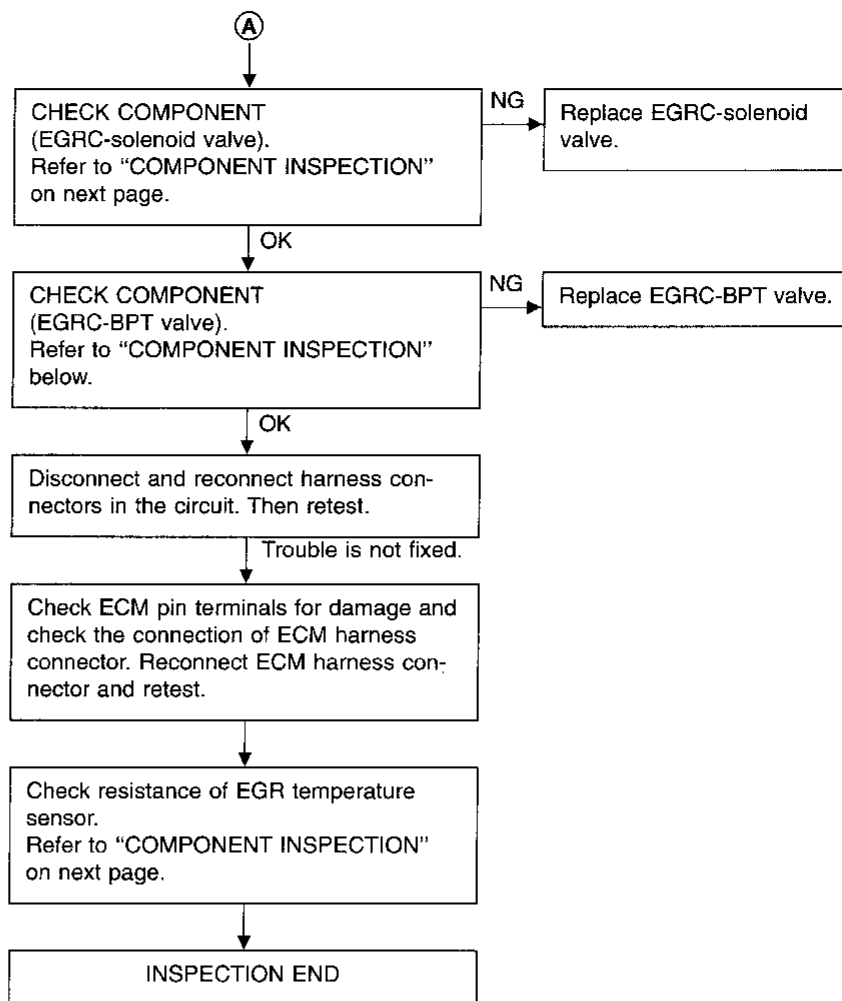 A
CHECK COMPONENT
(EGRC-solenoid valve).
Refer to “COMPONENT INSPECTION”
on next page.
NG
Replace EGRC-solenoid
valve.
OK
CHECK COMPONENT
(EGRC-BPT valve).
Refer to “COMPONENT INSPECTION”
below.
NG
Replace EGRC-BPT valve.
OK
Disconnect and reconnect harness con-
nectors in the circuit. Then retest.
Trouble is not fixed.
Check ECM pin terminals for damage and
check the connection of ECM harness
connector. Reconnect ECM harness con-
nector and retest.
Check resistance of EGR temperature
sensor.
Refer to “COMPONENT INSPECTION”
on next page.
INSPECTION END